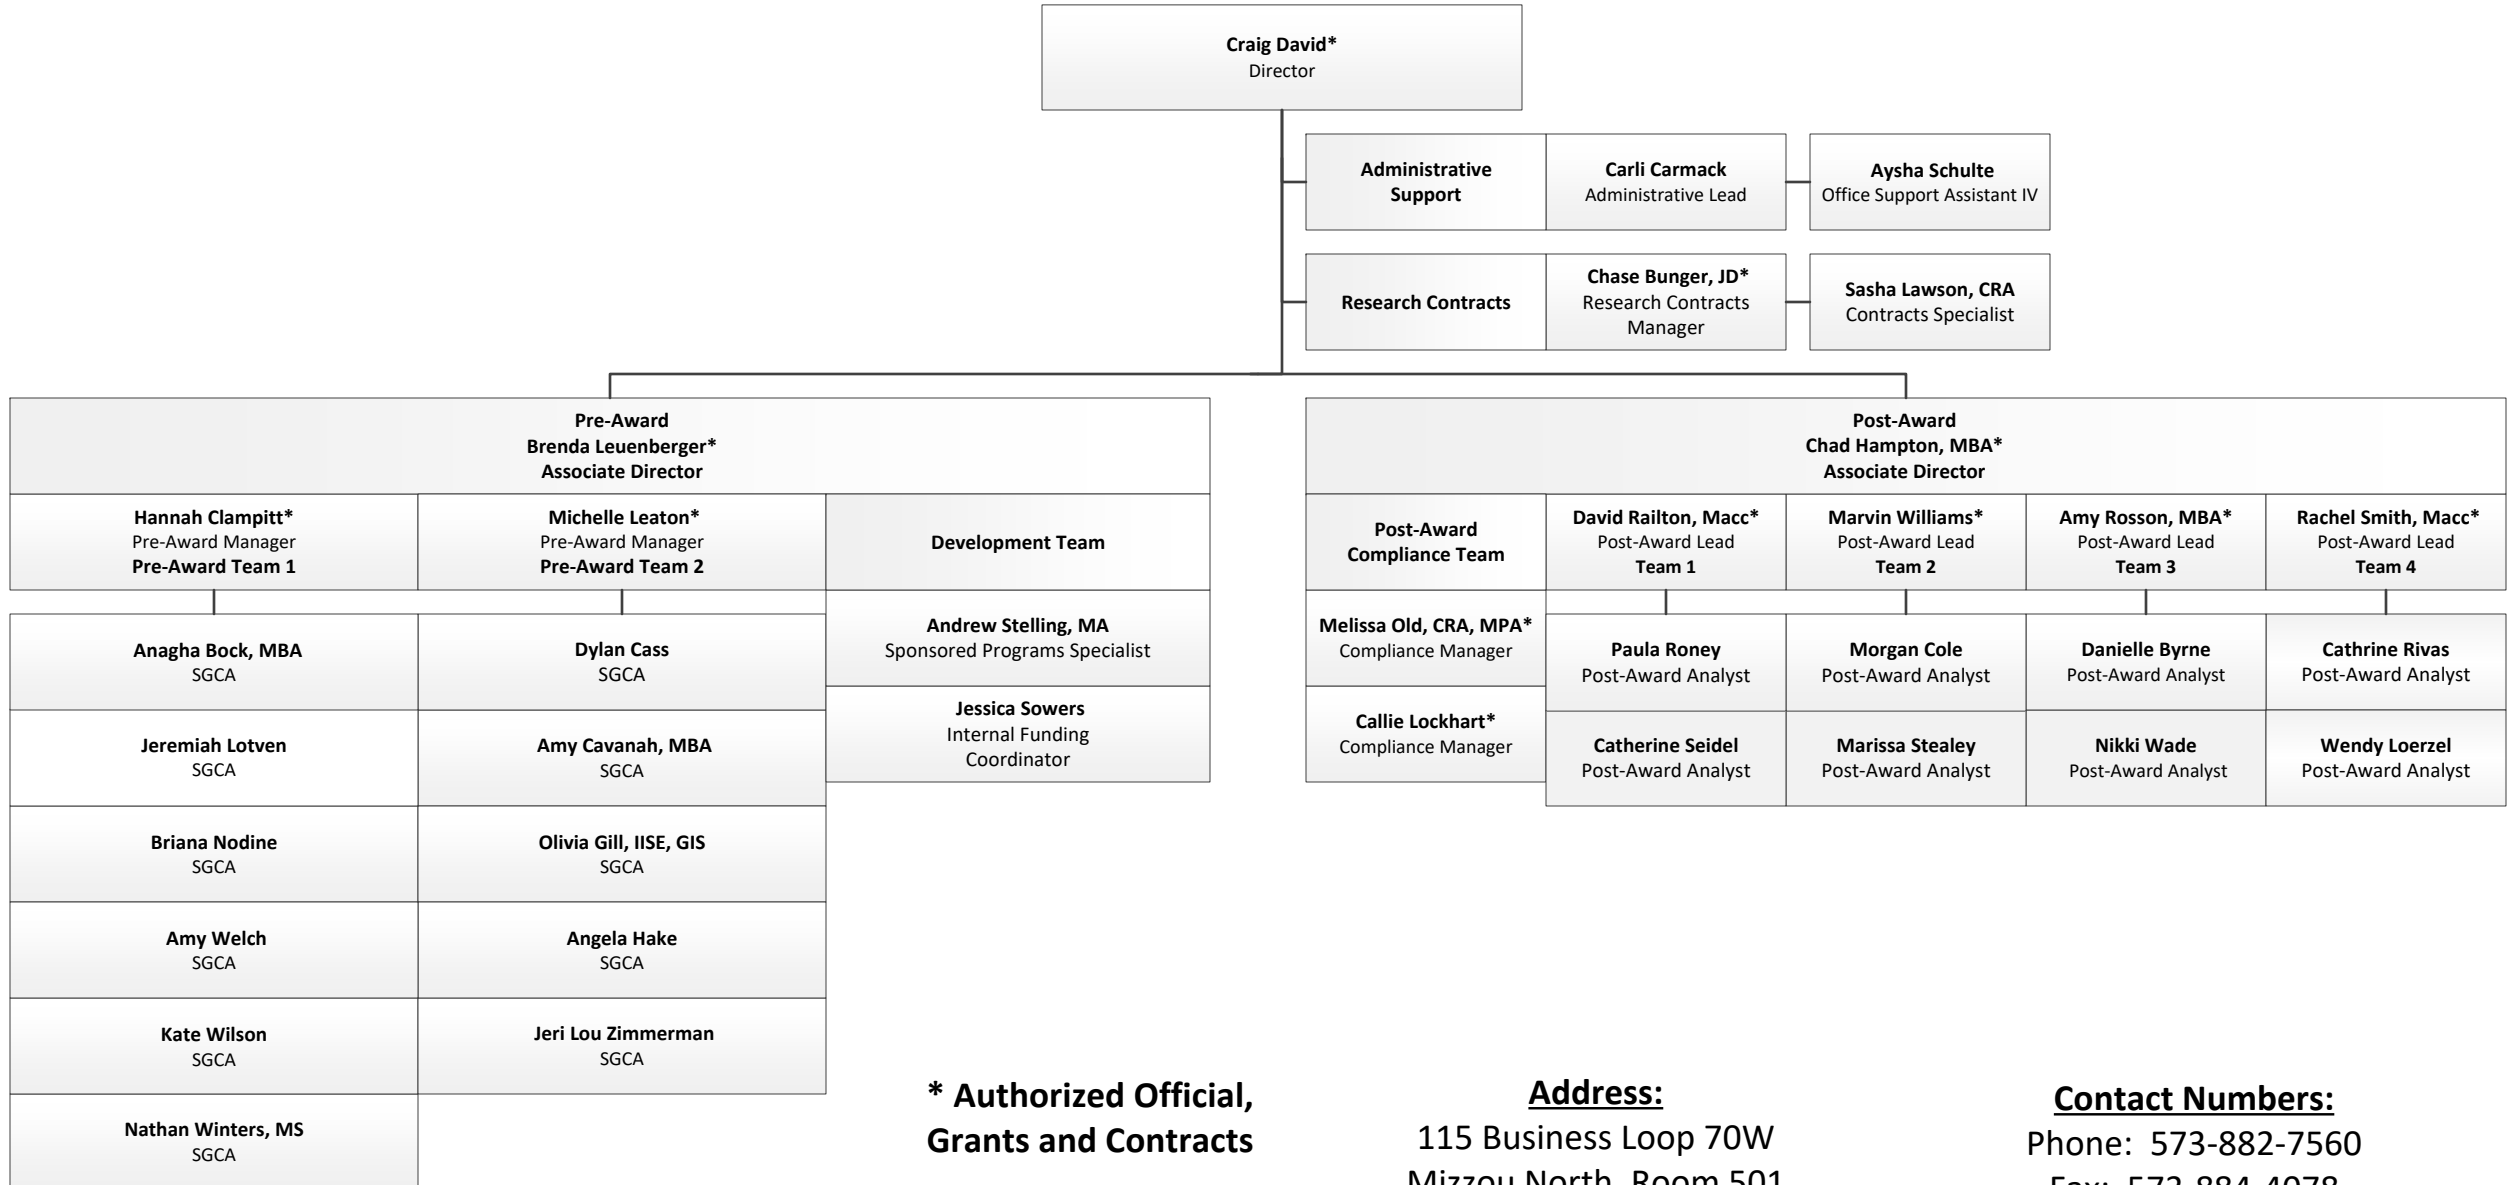 Craig David*
Director
Administrative
Support
Carli Carmack
Administrative Lead
Aysha Schulte
Office Support Assistant IV
Research Contracts
Chase Bunger, JD*
Research Contracts
Manager
Sasha Lawson, CRA
Contracts Specialist
Pre-Award
Brenda Leuenberger*
Associate Director
Hannah Clampitt*
Pre-Award Manager
Pre-Award Team 1
Michelle Leaton*
Pre-Award Manager
Pre-Award Team 2
Development Team
Anagha Bock, MBA
SGCA
Jeremiah Lotven
SGCA
Briana Nodine
SGCA
Amy Welch
SGCA
Kate Wilson
SGCA
Nathan Winters, MS
SGCA
Dylan Cass
SGCA
Amy Cavanah, MBA
SGCA
Olivia Gill, IISE, GIS
SGCA
Angela Hake
SGCA
Jeri Lou Zimmerman
SGCA
Andrew Stelling, MA
Sponsored Programs Specialist
Jessica Sowers
Internal Funding
Coordinator
Post-Award
Chad Hampton, MBA*
Associate Director
Post-Award
Compliance Team
Melissa Old, CRA, MPA*
Compliance Manager
Callie Lockhart*
Compliance Manager
David Railton, Macc*
Post-Award Lead
Team 1
Paula Roney
Post-Award Analyst
Catherine Seidel
Post-Award Analyst
Marvin Williams*
Post-Award Lead
Team 2
Morgan Cole
Post-Award Analyst
Marissa Stealey
Post-Award Analyst
Amy Rosson, MBA*
Post-Award Lead
Team 3
Danielle Byrne
Post-Award Analyst
Nikki Wade
Post-Award Analyst
Rachel Smith, Macc*
Post-Award Lead
Team 4
Cathrine Rivas
Post-Award Analyst
Wendy Loerzel
Post-Award Analyst
* Authorized Official,
Grants and Contracts
Address:
115 Business Loop 70W
Mizzou North, Room 501
Contact Numbers:
Phone: 573-882-7560
Fax: 573-884-4078